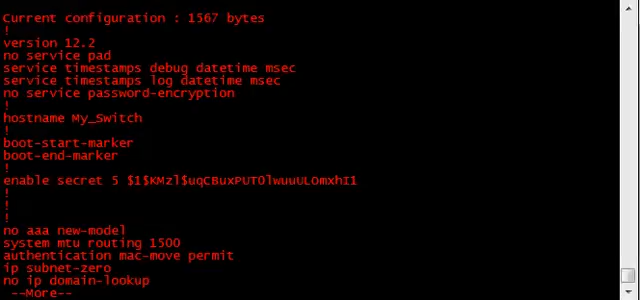 Current configuration : 1567 bytes
!
version 12.2
no service pad
service timestamps debug datetime msec
service timestamps log datetime msec
no service password-encryption
!
hostname My_Switch
!
boot-start-marker
boot-end-marker
!
enable secret 5 $1$KMzl$uqCBuxPUTOlwuuULOmxhI1
!
!
!
no aaa new-model
system mtu routing 1500
authentication mac-move permit
ip subnet-zero
no ip domain-lookup
--More--